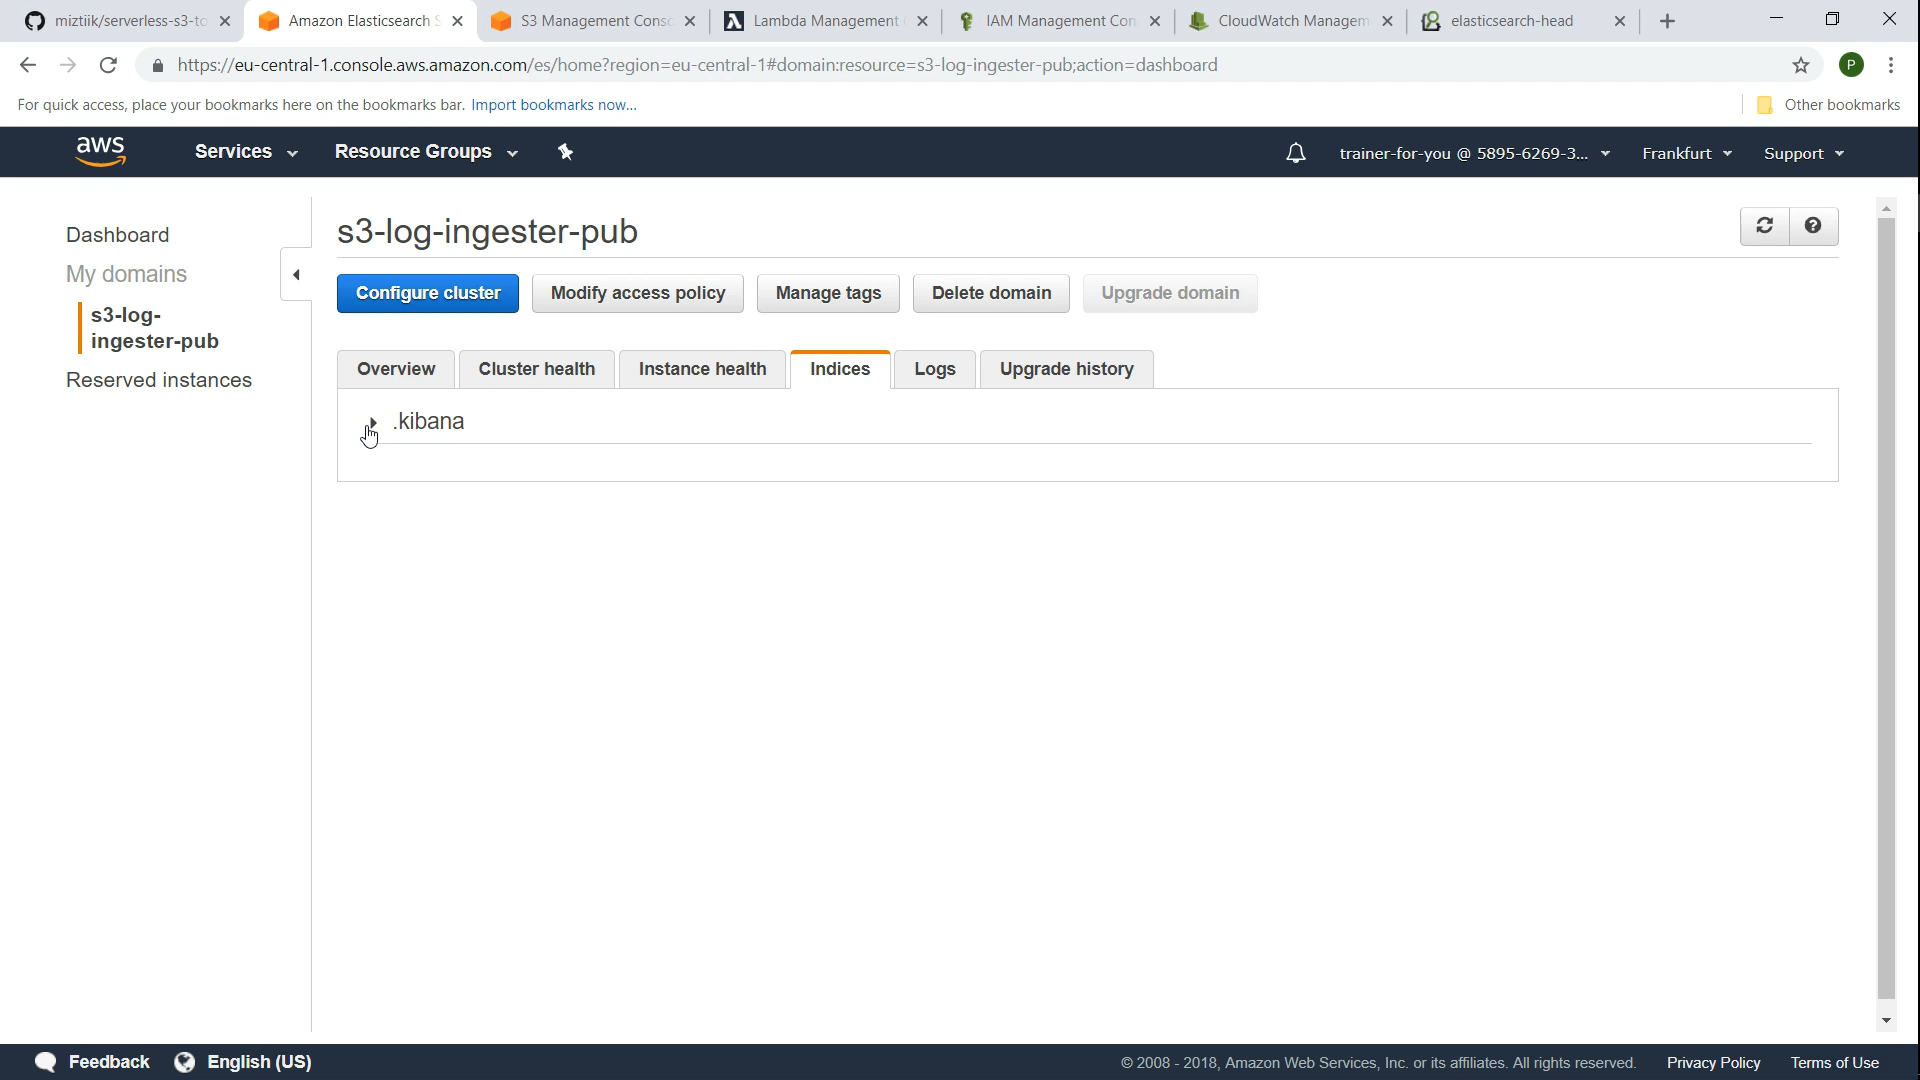 miztiik/serverless-s3-to
Amazon Elasticsearch S
S3 Management Conso
Lambda Management C
IAM Management Con
CloudWatch Managem
elasticsearch-head
https://eu-central-1.console.aws.amazon.com/es/home?region=eu-central-1#domain:resource=s3-log-ingester-pub;action=dashboard
P
For quick access, place your bookmarks here on the bookmarks bar. Import bookmarks now...
Other bookmarks
aws
Services
Resource Groups
trainer-for-you @ 5895-6269-3...
Frankfurt
Support
Dashboard
My domains
s3-log-
ingester-pub
Reserved instances
s3-log-ingester-pub
Configure cluster
Modify access policy
Manage tags
Delete domain
Upgrade domain
Overview
Cluster health
Instance health
Indices
Logs
Upgrade history
.kibana
Feedback
English (US)
© 2008 - 2018, Amazon Web Services, Inc. or its affiliates. All rights reserved.
Privacy Policy
Terms of Use